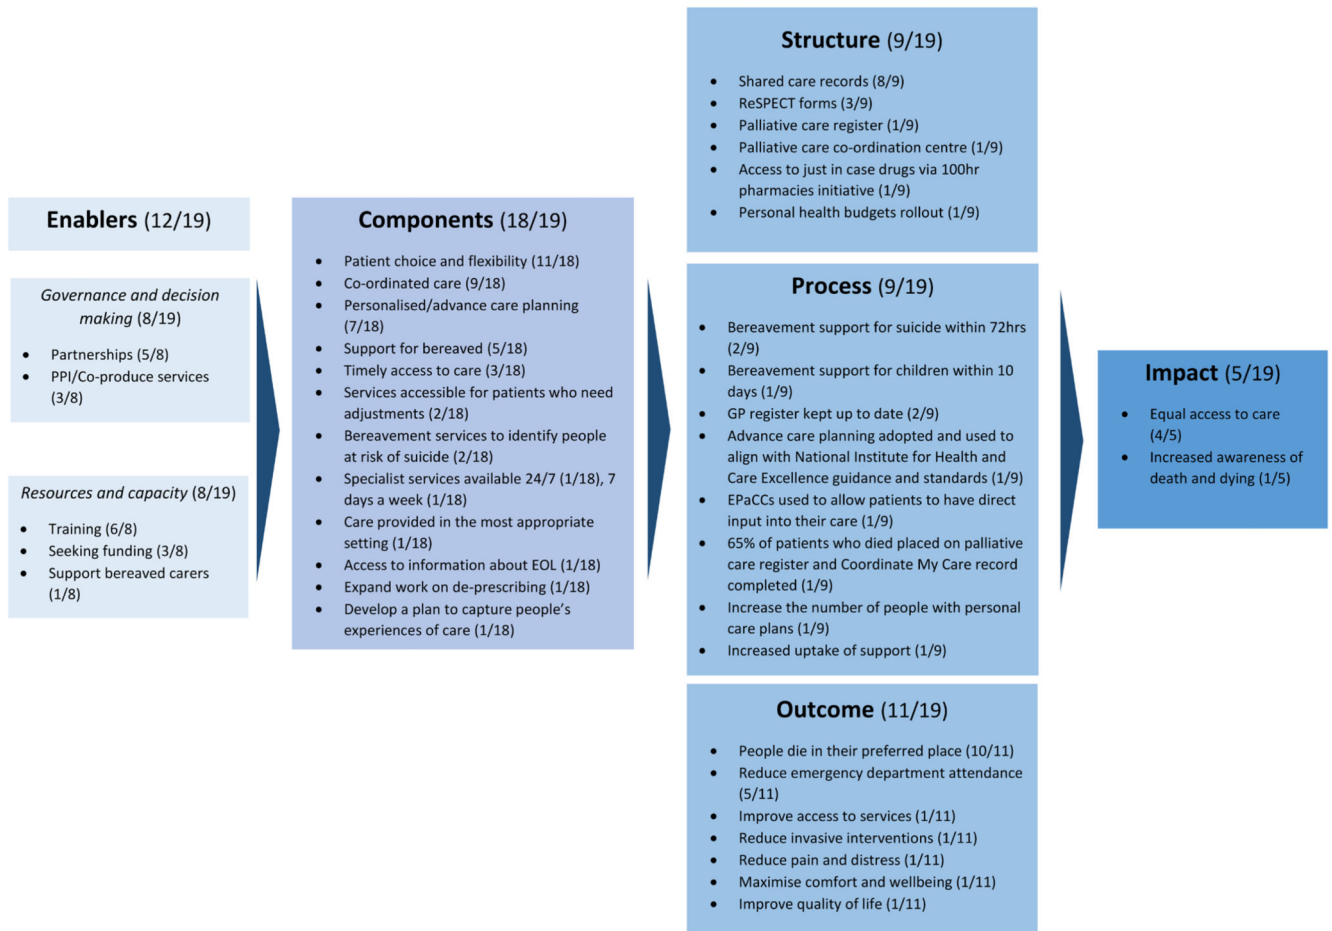 Enablers (12/19)
Governance and decision
making (8/19)
• Partnerships (5/8)
• PPI/Co-produce services
(3/8)
Resources and capacity (8/19)
• Training (6/8)
• Seeking funding (3/8)
• Support bereaved carers
(1/8)
Components (18/19)
• Patient choice and flexibility (11/18)
• Co-ordinated care (9/18)
• Personalised/advance care planning
(7/18)
• Support for bereaved (5/18)
• Timely access to care (3/18)
• Services accessible for patients who need
adjustments (2/18)
• Bereavement services to identify people
at risk of suicide (2/18)
• Specialist services available 24/7 (1/18), 7
days a week (1/18)
• Care provided in the most appropriate
setting (1/18)
• Access to information about EOL (1/18)
• Expand work on de-prescribing (1/18)
• Develop a plan to capture people’s
experiences of care (1/18)
Structure (9/19)
• Shared care records (8/9)
• ReSPECT forms (3/9)
• Palliative care register (1/9)
• Palliative care co-ordination centre (1/9)
• Access to just in case drugs via 100hr
pharmacies initiative (1/9)
• Personal health budgets rollout (1/9)
Process (9/19)
• Bereavement support for suicide within 72hrs
(2/9)
• Bereavement support for children within 10
days (1/9)
• GP register kept up to date (2/9)
• Advance care planning adopted and used to
align with National Institute for Health and
Care Excellence guidance and standards (1/9)
• EPaCCs used to allow patients to have direct
input into their care (1/9)
• 65% of patients who died placed on palliative
care register and Coordinate My Care record
completed (1/9)
• Increase the number of people with personal
care plans (1/9)
• Increased uptake of support (1/9)
Outcome (11/19)
• People die in their preferred place (10/11)
• Reduce emergency department attendance
(5/11)
• Improve access to services (1/11)
• Reduce invasive interventions (1/11)
• Reduce pain and distress (1/11)
• Maximise comfort and wellbeing (1/11)
• Improve quality of life (1/11)
Impact (5/19)
• Equal access to care
(4/5)
• Increased awareness of
death and dying (1/5)